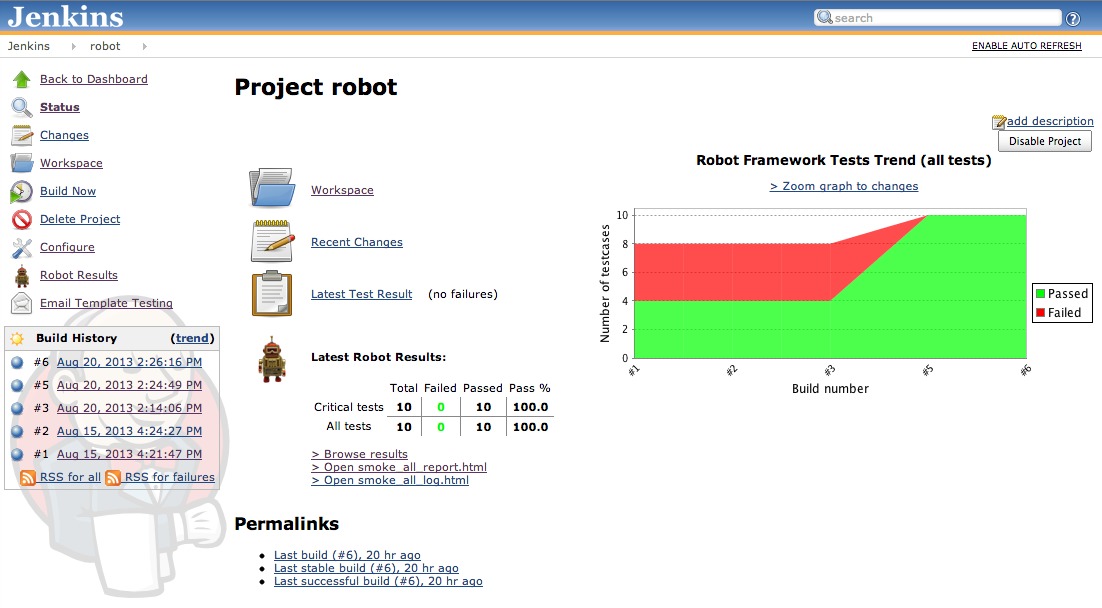 Jenkins
search
?
Jenkins robot
ENABLE AUTO REFRESH
Back to Dashboard
Status
Changes
Workspace
Build Now
Delete Project
Configure
Robot Results
Email Template Testing
Build History (trend)
#6 Aug 20, 2013 2:26:16 PM
#5 Aug 20, 2013 2:24:49 PM
#3 Aug 20, 2013 2:14:06 PM
#2 Aug 15, 2013 4:24:27 PM
#1 Aug 15, 2013 4:21:47 PM
RSS for all RSS for failures
Project robot
add description
Disable Project
Workspace
Recent Changes
Latest Test Result (no failures)
Latest Robot Results:
Total Failed Passed Pass %
Critical tests 10 0 10 100.0
All tests 10 0 10 100.0
> Browse results
> Open smoke_all_report.html
> Open smoke_all_log.html
Robot Framework Tests Trend (all tests)
> Zoom graph to changes
Number of testcases
10
8
6
4
2
0
#1 #2 #3 #5 #6
Build number
Passed
Failed
Permalinks
Last build (#6), 20 hr ago
Last stable build (#6), 20 hr ago
Last successful build (#6), 20 hr ago